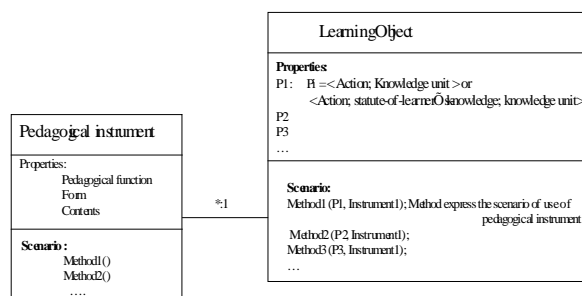 LearningObject
Properties:
P1: Pi =< Action; Knowledge unit > or
<Action; statute-of-learnerÕsknowledge; knowledge unit>
P2
P3
…
Scenario:
Method1 (P1, Instrument1); Method express the scenario of use of
pedagogical instrument
Method2 (P2, Instrument1);
Method3 (P3, Instrument1);
…
Pedagogical instrument
Properties:
Pedagogical function
Form
Contents
Scenario :
Method1()
Method2()
….
*:1